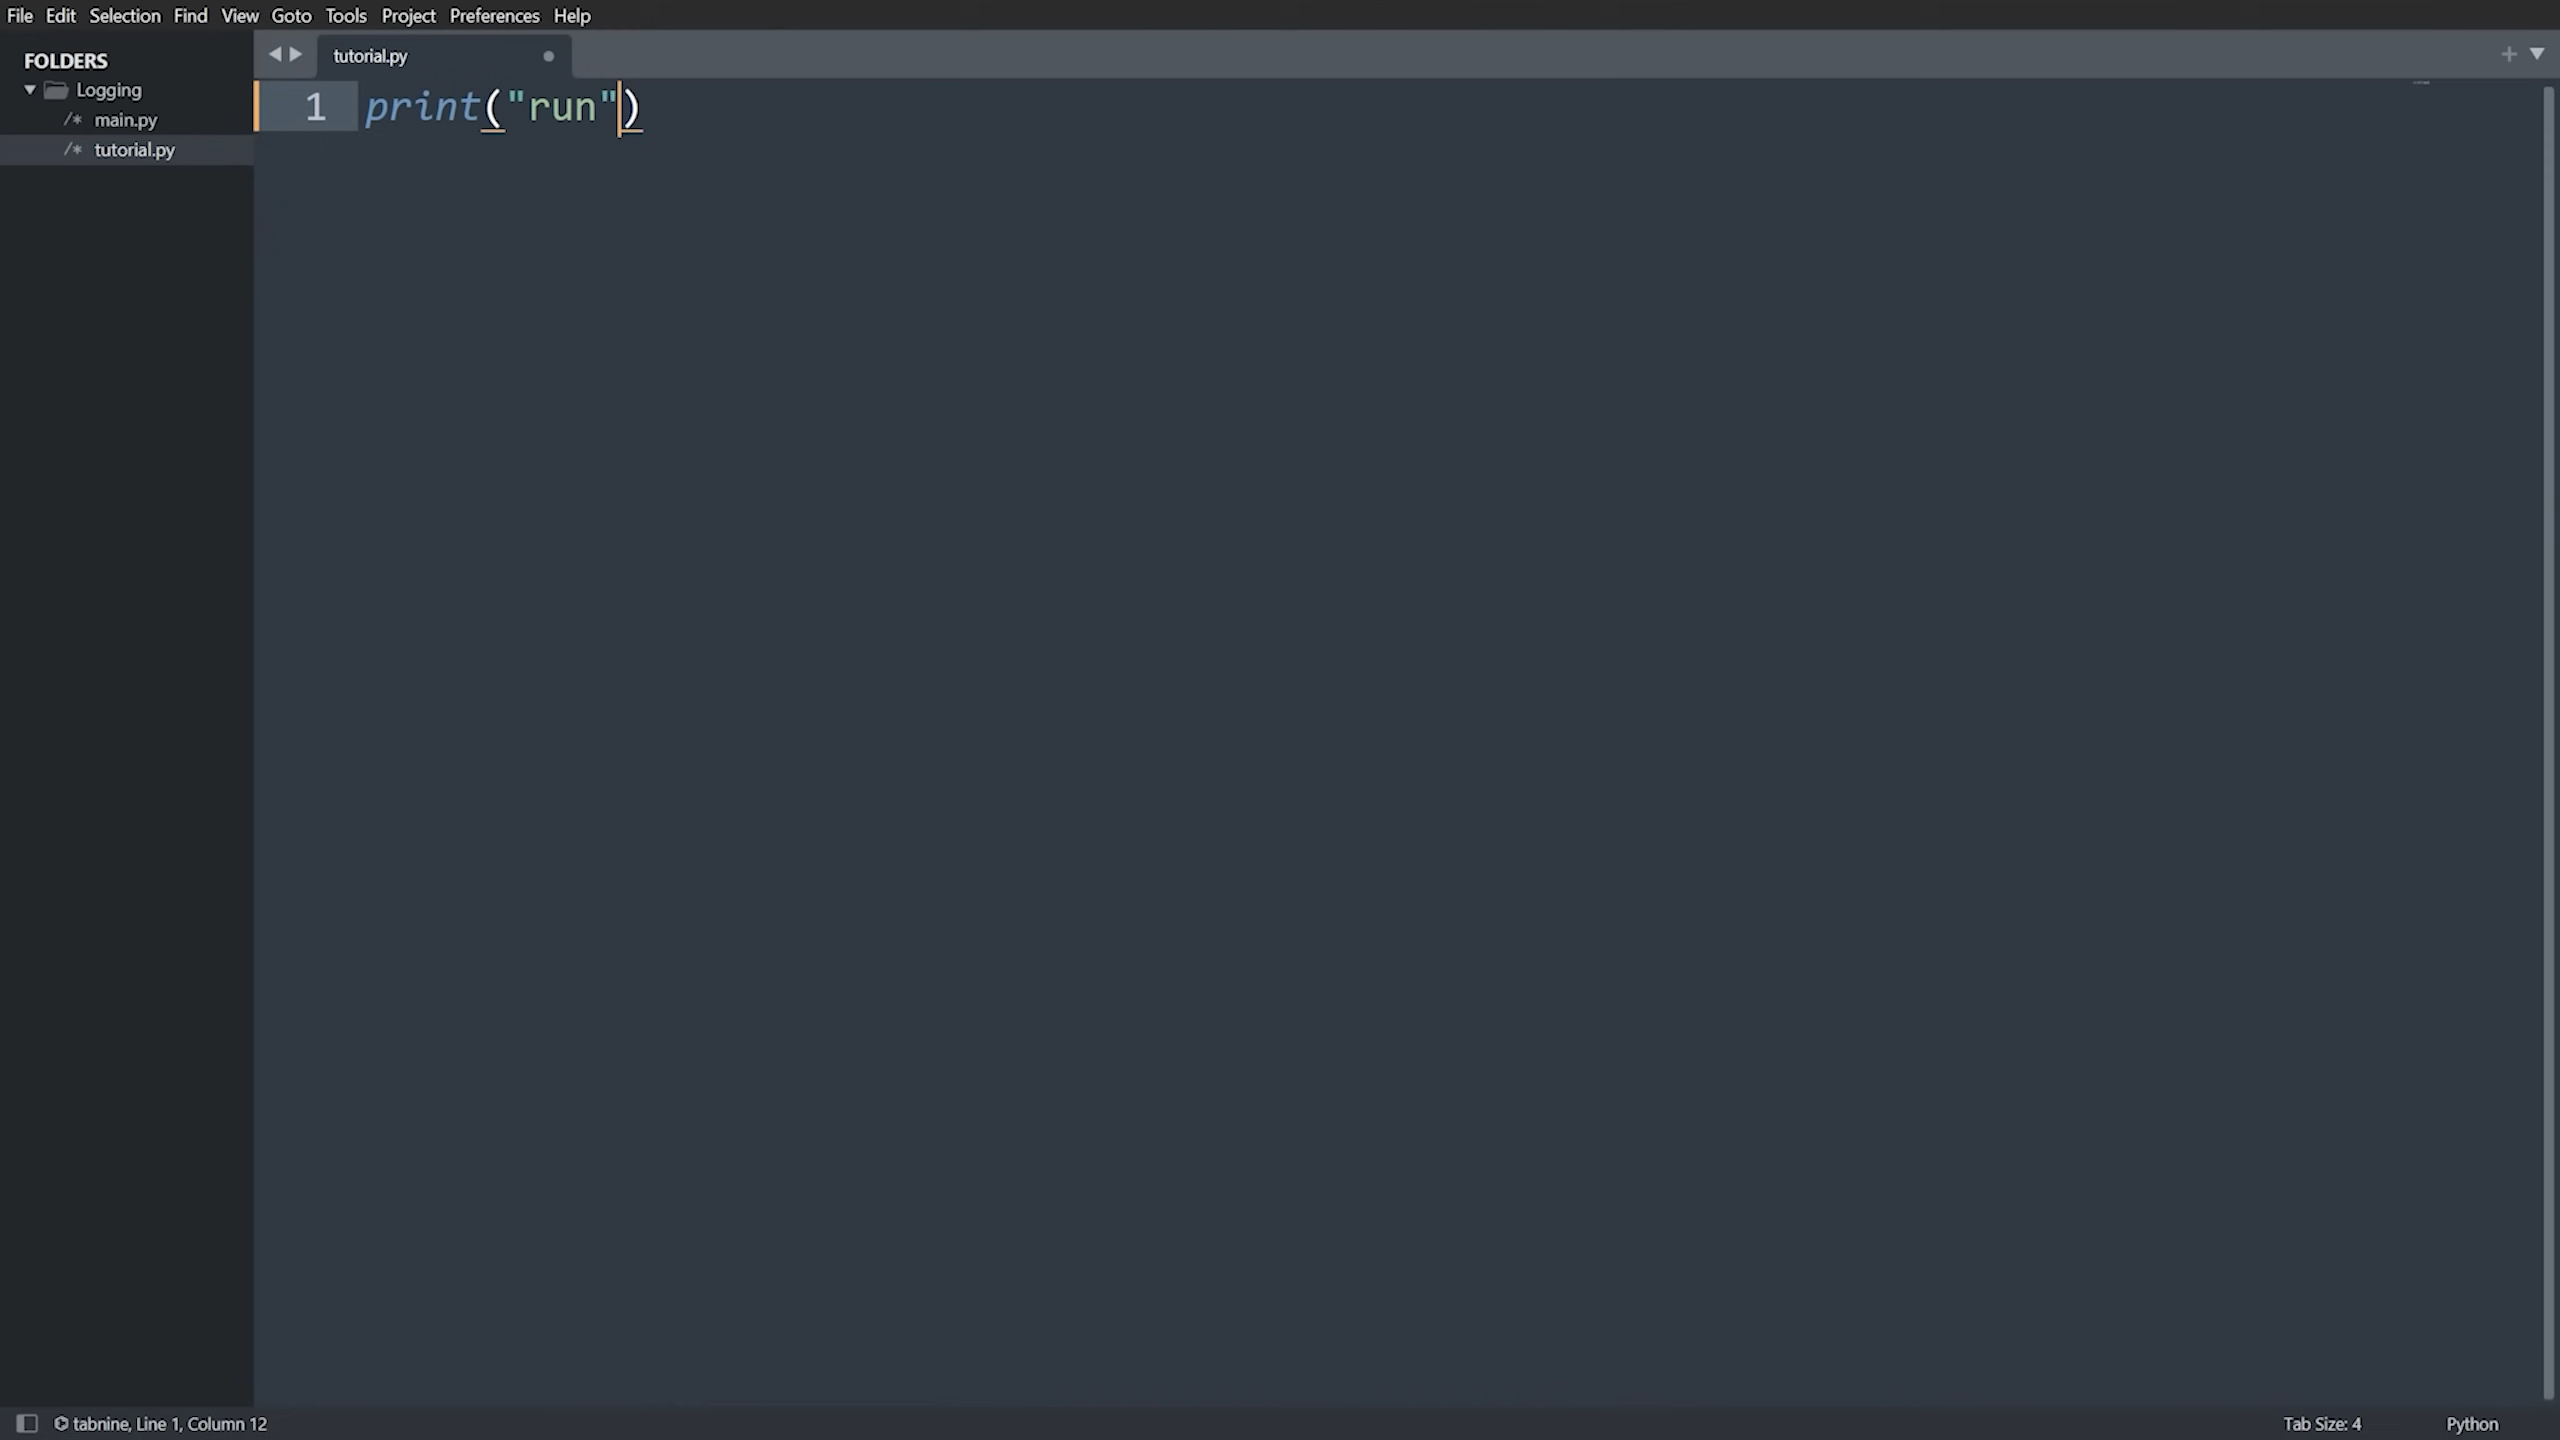 File Edit Selection Find View Goto Tools Project Preferences Help
FOLDERS
Logging
/* main.py
/* tutorial.py
tutorial.py
1 print("run")
tabnine, Line 1, Column 12
Tab Size: 4
Python